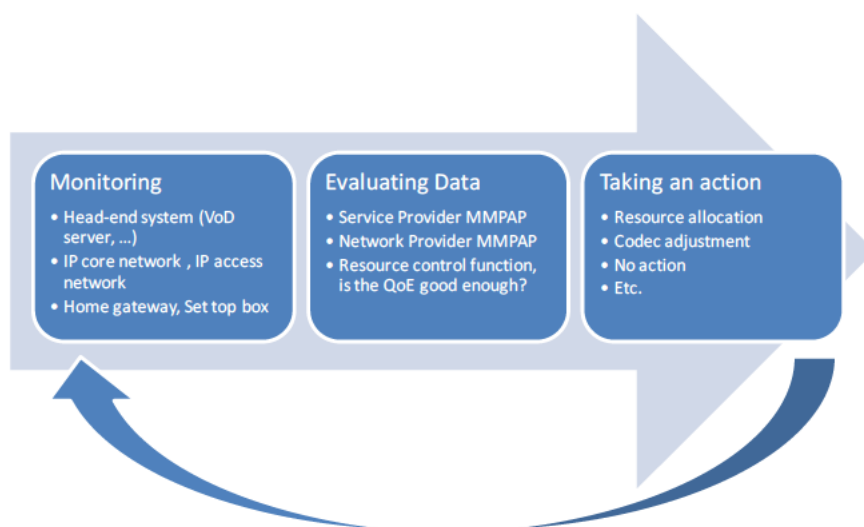 Monitoring
• Head-end system (VoD
server, ...)
• IP core network , IP access
network
• Home gateway, Set top box
Evaluating Data
• Service Provider MMPAP
• Network Provider MMPAP
• Resource control function,
is the QoE good enough?
Taking an action
• Resource allocation
• Codec adjustment
• No action
• Etc.